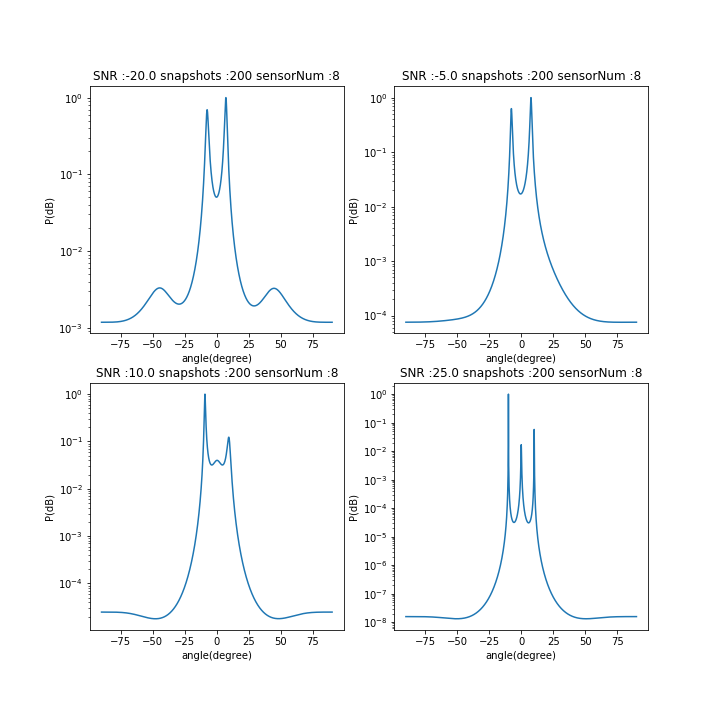 SNR :-20.0 snapshots :200 sensorNum :8
P(dB)
10⁰
10⁻¹
10⁻²
10⁻³
−75 −50 −25 0 25 50 75
angle(degree)
SNR :-5.0 snapshots :200 sensorNum :8
P(dB)
10⁰
10⁻¹
10⁻²
10⁻³
10⁻⁴
−75 −50 −25 0 25 50 75
angle(degree)
SNR :10.0 snapshots :200 sensorNum :8
P(dB)
10⁰
10⁻¹
10⁻²
10⁻³
10⁻⁴
−75 −50 −25 0 25 50 75
angle(degree)
SNR :25.0 snapshots :200 sensorNum :8
P(dB)
10⁰
10⁻¹
10⁻²
10⁻³
10⁻⁴
10⁻⁵
10⁻⁶
10⁻⁷
10⁻⁸
−75 −50 −25 0 25 50 75
angle(degree)